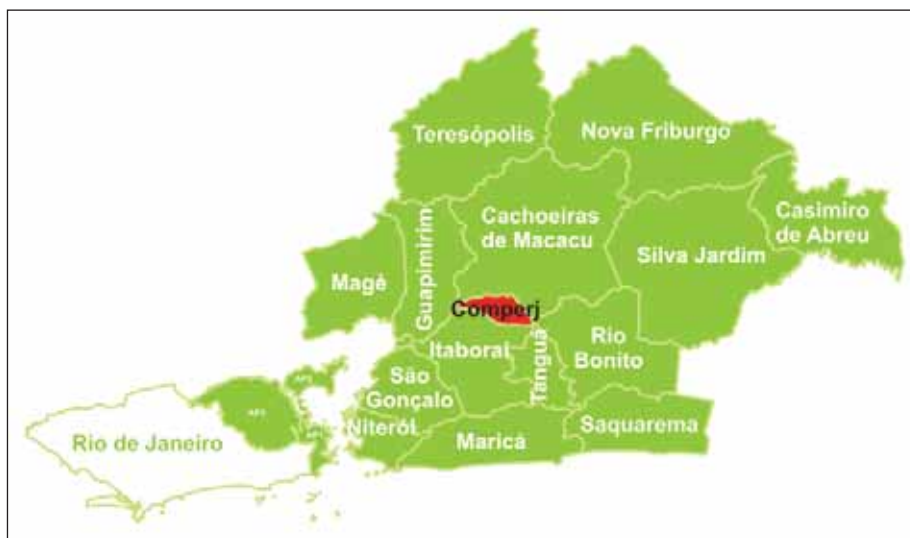 Teresópolis
Nova Friburgo
Casimiro
de Abreu
Cachoeiras
de Macacu
Silva Jardim
Guapimirim
Magé
Comperj
Itaboraí
Tanguá
Rio
Bonito
São
Gonçalo
Niterói
Maricá
Saquarema
Rio de Janeiro